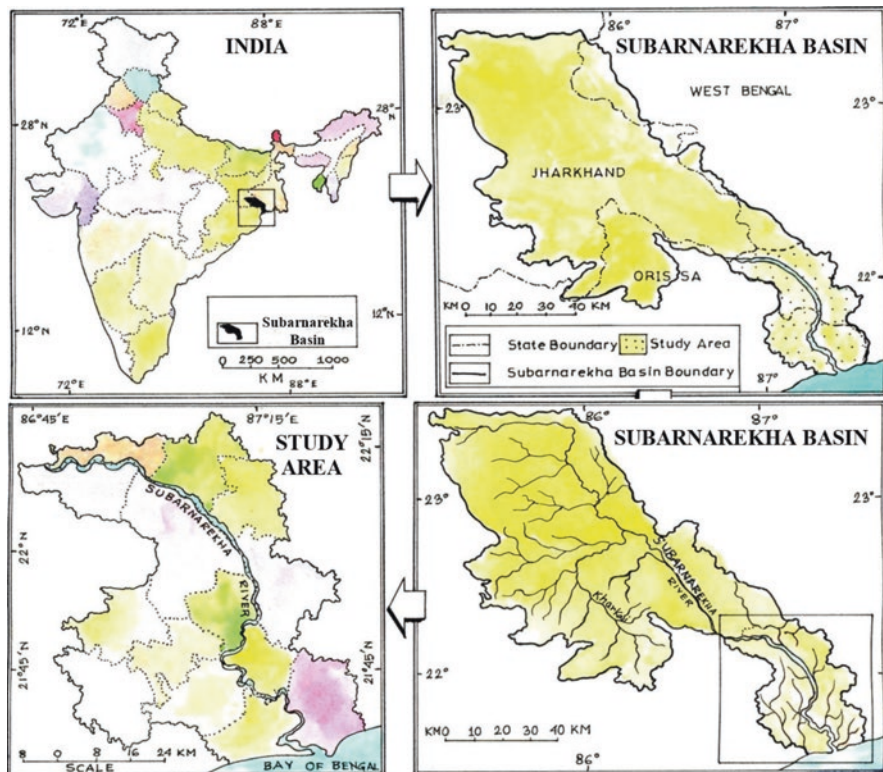 72°E
88°E
INDIA
28°N
28°N
12°N
12°N
Subarnarekha
Basin
0 250 500 1000
KM
72°E
88°E
86°
87°
SUBARNAREKHA BASIN
23°
23°
WEST BENGAL
JHARKHAND
ORISSA
22°
KM 0 10 20 30 40 KM
State Boundary
Study Area
Subarnarekha Basin Boundary
87°
86°45'E
87°15'E
STUDY
AREA
22°15'N
22°N
SUBARNAREKHA
RIVER
21°45'N
21°45'N
8 0 8 16 24 KM
SCALE
BAY OF BENGAL
86°
87°
SUBARNAREKHA BASIN
23°
23°
SUBARNAREKHA
RIVER
Kharkai
22°
22°
KM0 10 20 30 40 KM
86°